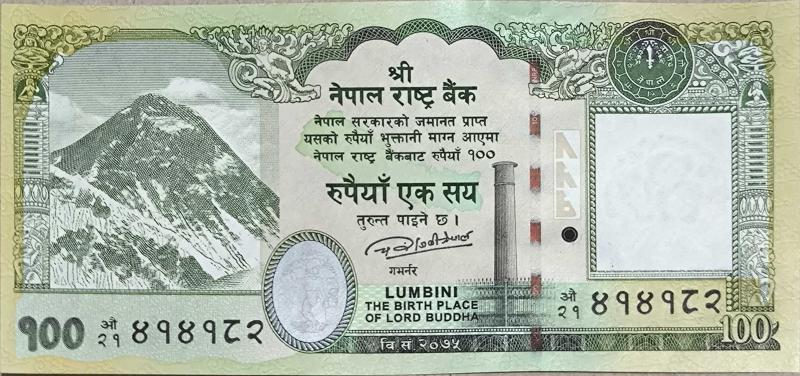 श्री
नेपाल राष्ट्र बैंक
नेपाल सरकारको जमानत प्राप्त
यसको रुपैयाँ भुक्तानी माग्न आएमा
नेपाल राष्ट्र बैंकबाट रुपैयाँ १००
रुपैयाँ एक सय
तुरुन्त पाइने छ।
गभर्नर
LUMBINI
THE BIRTH PLACE
OF LORD BUDDHA
१००
औ
२१ ४१४१८२
औ
२१ ४१४१८२
100
वि सं २०७५